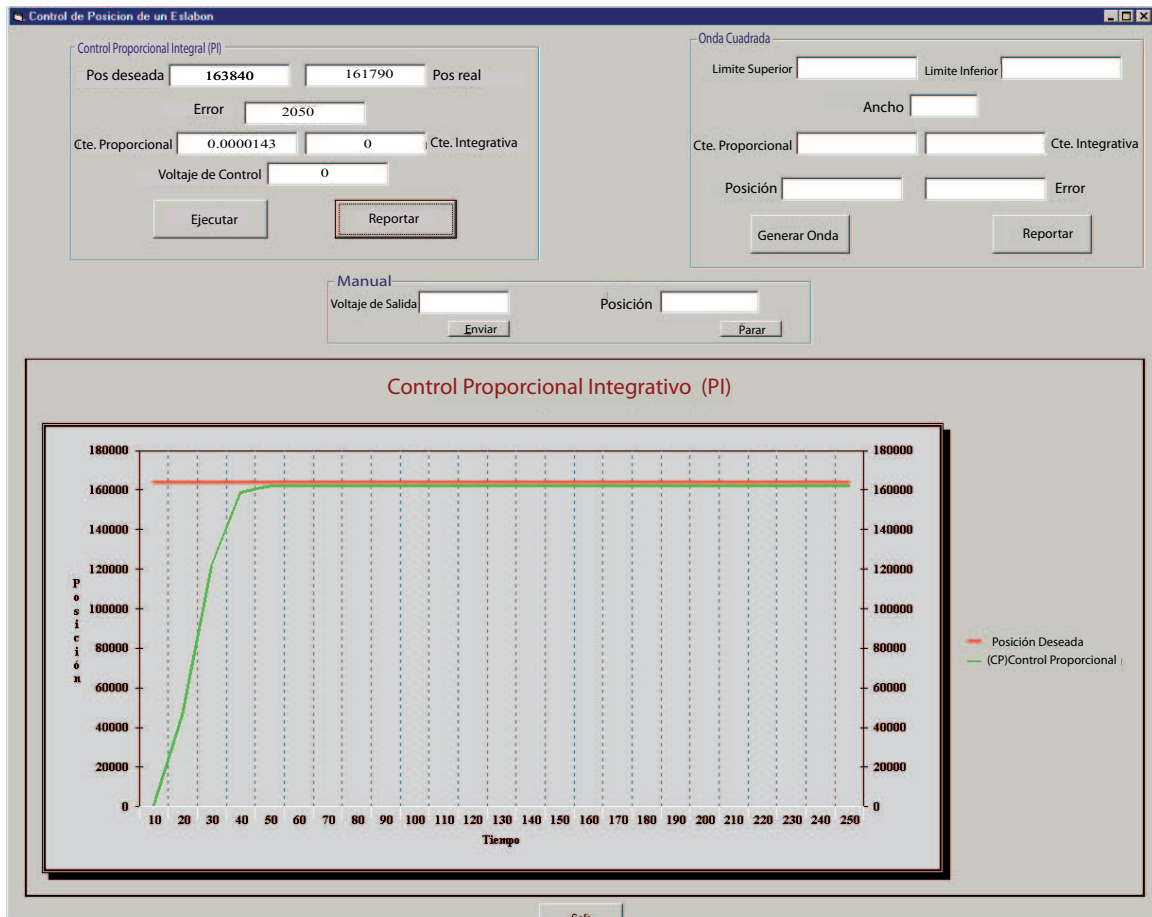 Control de Posicion de un Eslabon
Control Proporcional Integral (PI)
Pos deseada 163840 161790 Pos real
Error 2050
Cte. Proporcional 0.0000143 0 Cte. Integrativa
Voltaje de Control 0
Ejecutar Reportar
Onda Cuadrada
Limite Superior Limite Inferior
Ancho
Cte. Proporcional Cte. Integrativa
Posición Error
Generar Onda Reportar
Manual
Voltaje de Salida Posición
Enviar Parar
Control Proporcional Integrativo (PI)
180000 180000
160000 160000
140000 140000
120000 120000
100000 100000
80000 80000
60000 60000
40000 40000
20000 20000
0 0
Posición
10 20 30 40 50 60 70 80 90 100 110 120 130 140 150 160 170 180 190 200 210 220 230 240 250
Tiempo
Posición Deseada
(CP)Control Proporcional